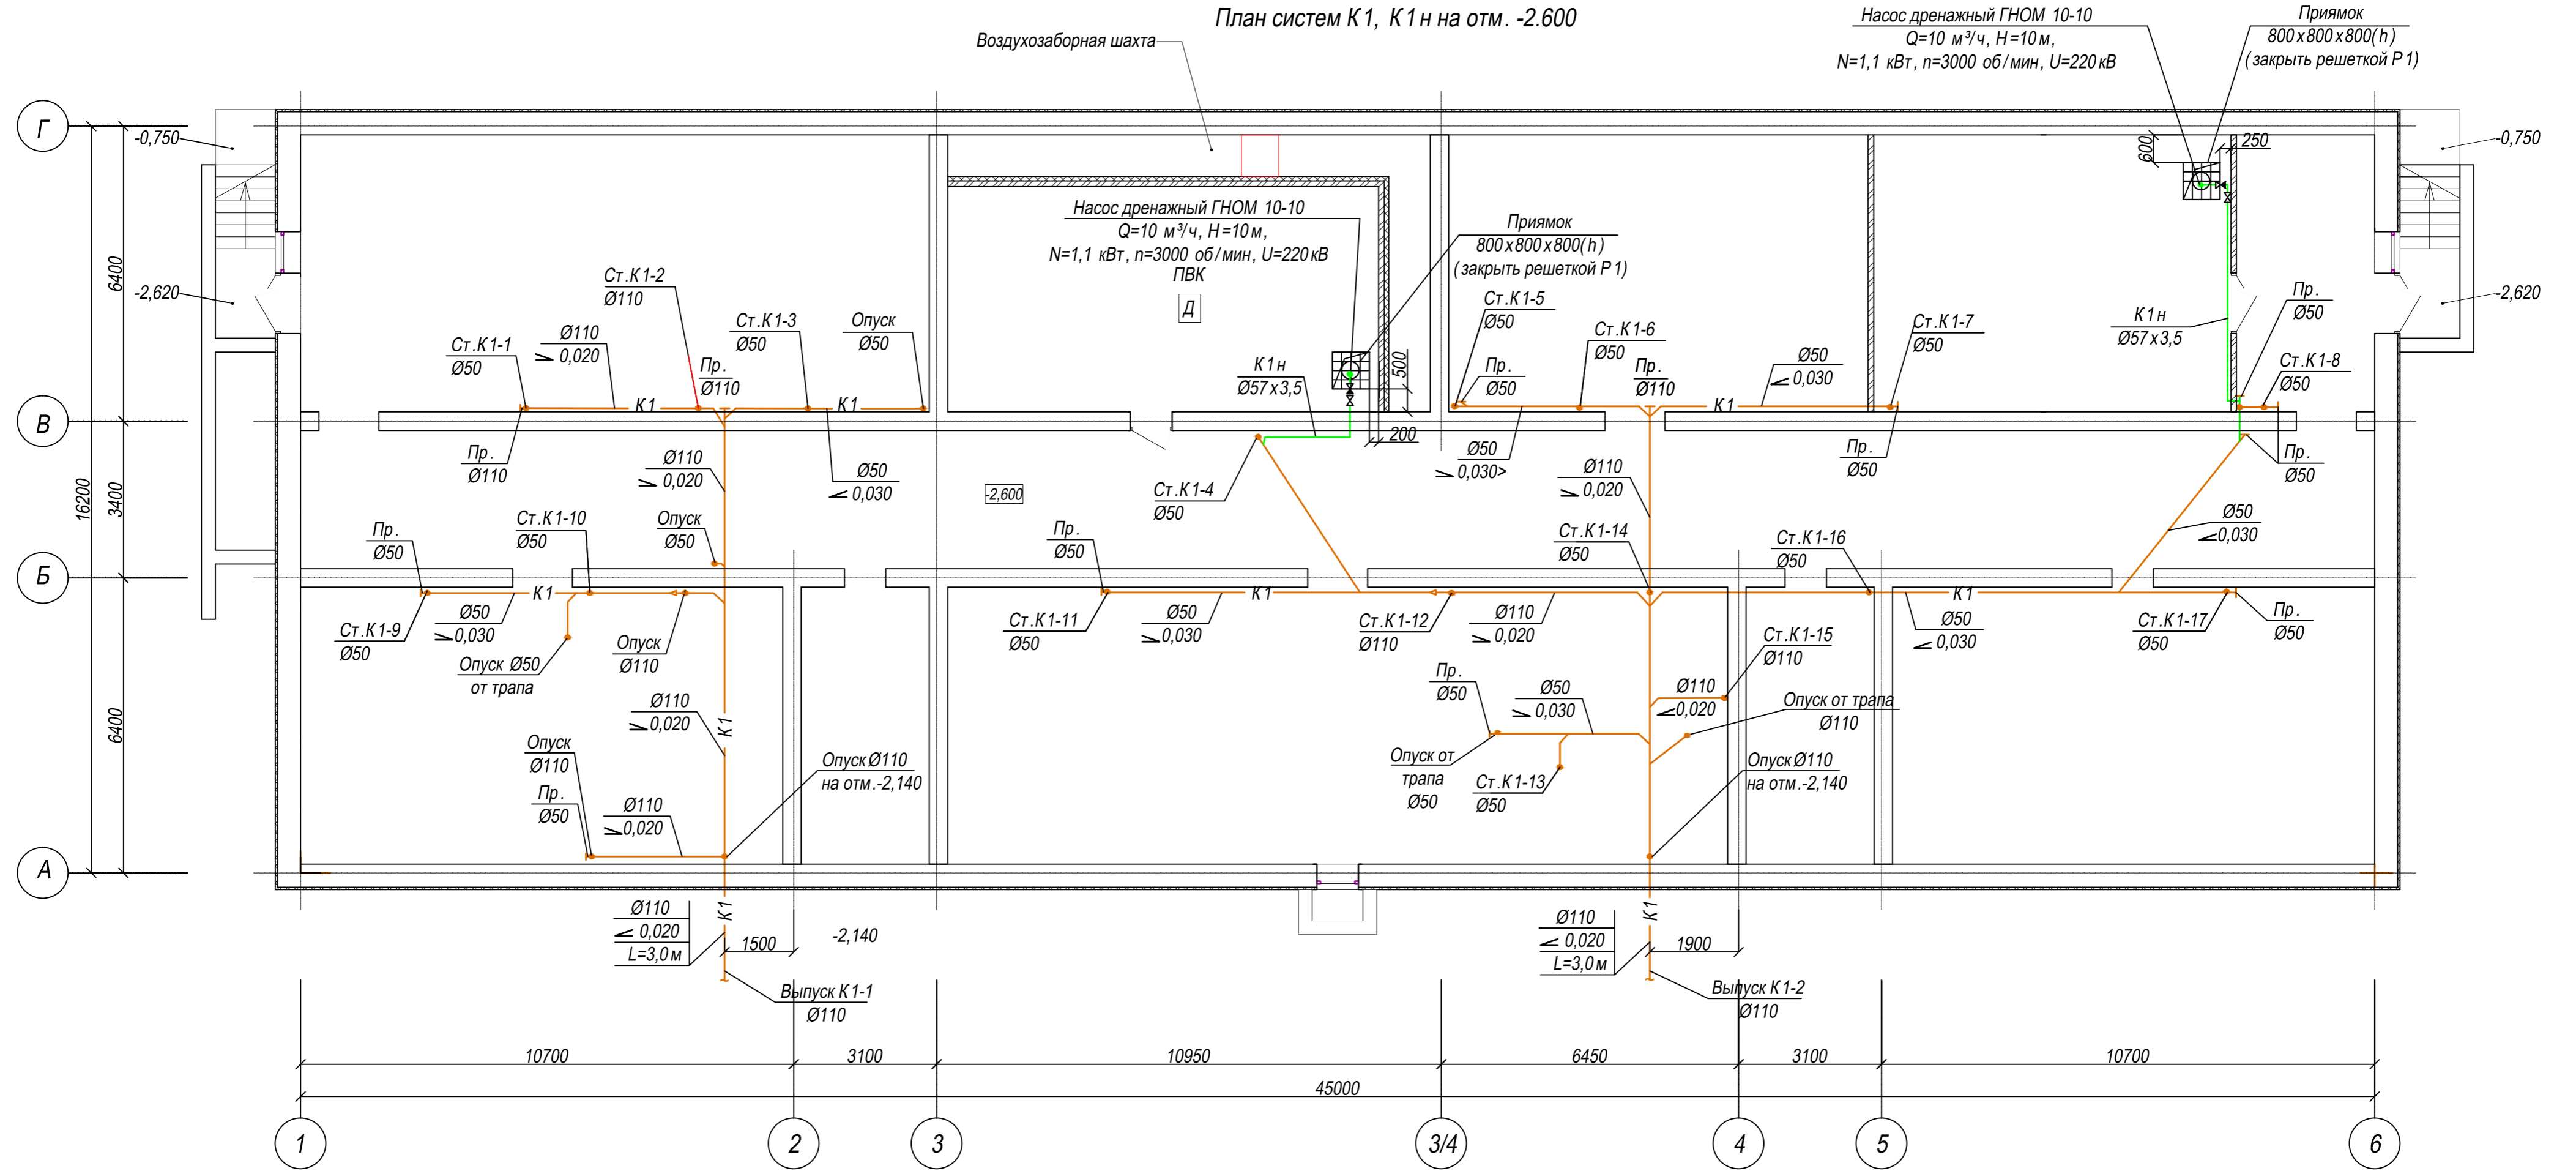 План систем К1, К1н на отм. -2.600
Воздухозаборная шахта
Насос дренажный ГНОМ 10-10
Q=10 м³/ч, Н=10м,
N=1,1 кВт, n=3000 об/мин, U=220кВ
Приямок
800х800х800(h)
(закрыть решеткой Р1)
Г
-0,750
-2,620
6400
16200
3400
6400
В
Б
А
600
250
-0,750
-2,620
Насос дренажный ГНОМ 10-10
Q=10 м³/ч, Н=10м,
N=1,1 кВт, n=3000 об/мин, U=220кВ
ПВК
Д
Приямок
800х800х800(h)
(закрыть решеткой Р1)
Ст.К1-1
Ø50
Ø110
0,020
Ст.К1-2
Ø110
Пр.
Ø110
Ст.К1-3
Ø50
Опуск
Ø50
К1
К1
К1н
Ø57х3,5
500
200
Ст.К1-5
Ø50
Пр.
Ø50
Ст.К1-6
Ø50
Пр.
Ø110
Ø50
0,030
К1
Ст.К1-7
Ø50
К1н
Ø57х3,5
Пр.
Ø50
Ст.К1-8
Ø50
Пр.
Ø110
Ø110
0,020
Ø50
0,030
-2,600
Ст.К1-4
Ø50
Ø50
0,030>
Ø110
0,020
Пр.
Ø50
Пр.
Ø50
Ø50
0,030
Пр.
Ø50
Ст.К1-10
Ø50
Опуск
Ø50
Пр.
Ø50
Ст.К1-14
Ø50
Ст.К1-16
Ø50
К1
К1
К1
Ст.К1-9
Ø50
Ø50
0,030
Опуск Ø50
от трапа
Опуск
Ø110
Ст.К1-11
Ø50
Ø50
0,030
Ст.К1-12
Ø110
Ø110
0,020
Ст.К1-15
Ø110
Ø50
0,030
Ст.К1-17
Ø50
Пр.
Ø50
Ø110
0,020
К1
Пр.
Ø50
Ø50
0,030
Ø110
0,020
Опуск от трапа
Ø110
Опуск
Ø110
Пр.
Ø50
Ø110
0,020
Опуск Ø110
на отм.-2,140
Опуск от
трапа
Ø50
Ст.К1-13
Ø50
Опуск Ø110
на отм.-2,140
Ø110
0,020
L=3,0м
К1
1500
-2,140
Выпуск К1-1
Ø110
Ø110
0,020
L=3,0м
К1
1900
Выпуск К1-2
Ø110
10700
3100
10950
6450
3100
10700
45000
1
2
3
3/4
4
5
6